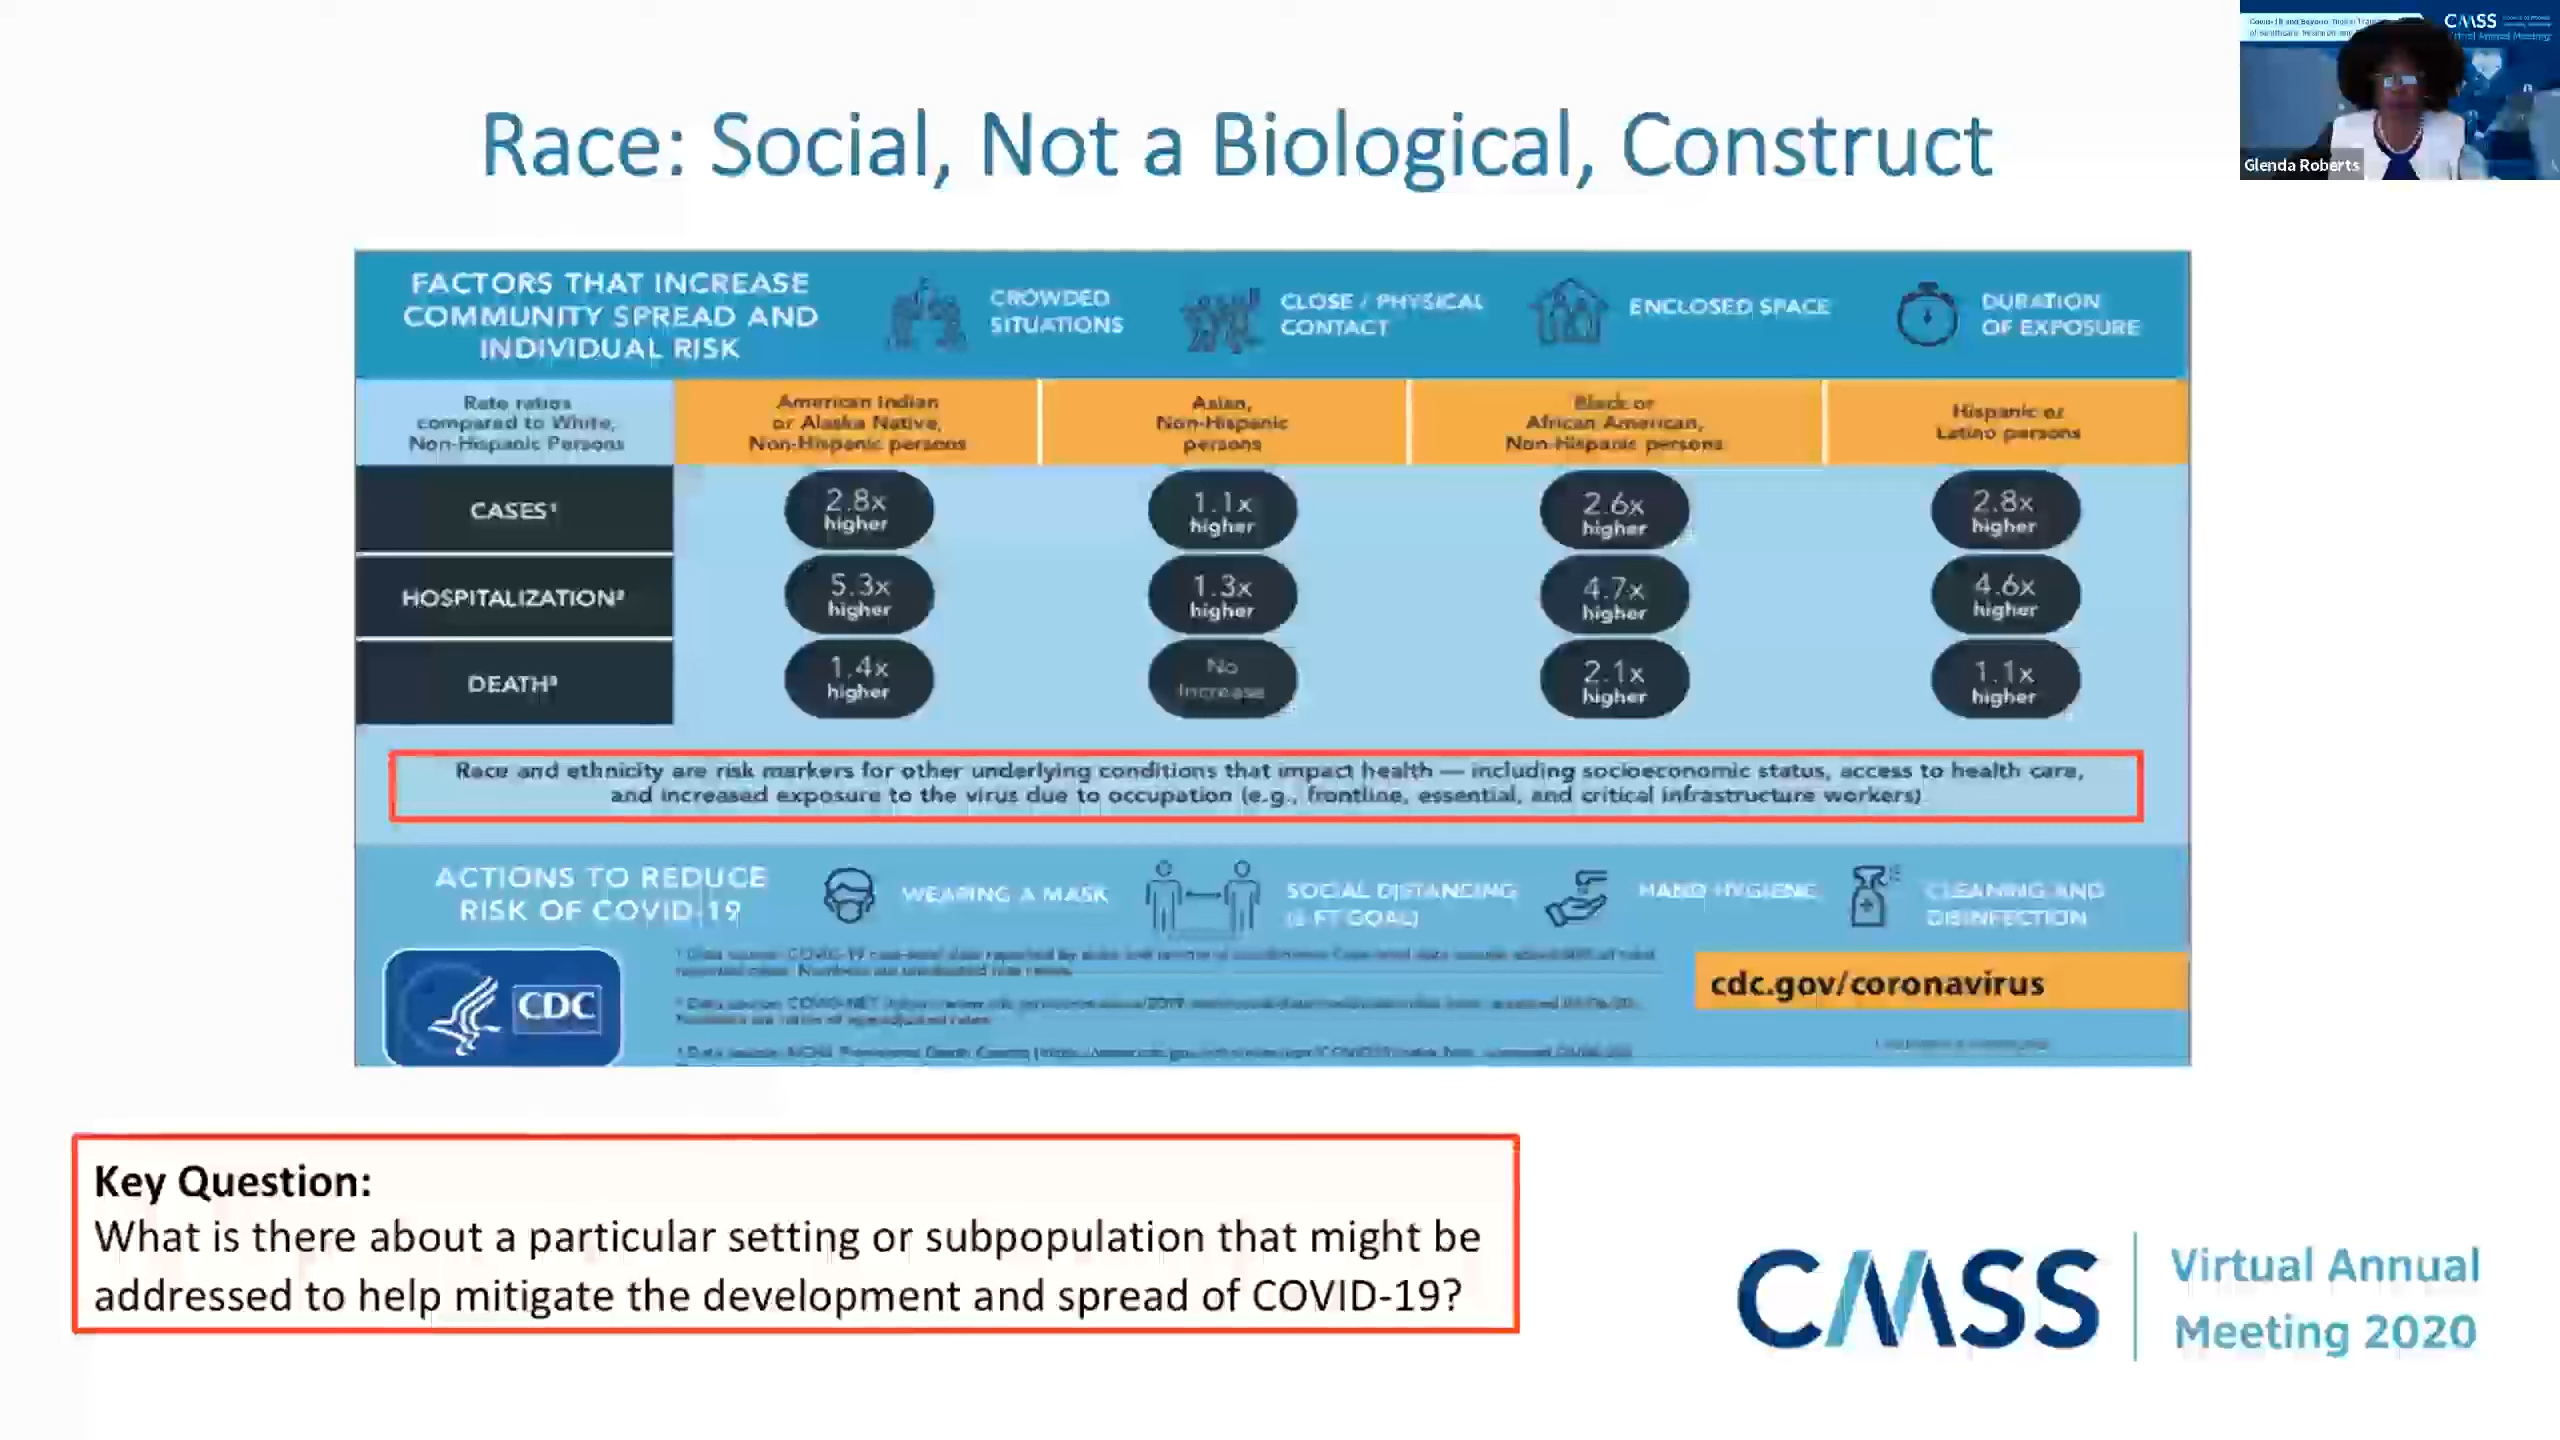 CMSS
Race: Social, Not a Biological, Construct
Glenda Roberts
FACTORS THAT INCREASE
COMMUNITY SPREAD AND
INDIVIDUAL RISK
CROWDED
SITUATIONS
CLOSE / PHYSICAL
CONTACT
ENCLOSED SPACE
DURATION
OF EXPOSURE
Rate ratios
compared to White,
Non-Hispanic Persons
American Indian
or Alaska Native,
Non-Hispanic persons
Asian,
Non-Hispanic
persons
Black or
African American,
Non-Hispanic persons
Hispanic or
Latino persons
CASES¹
2.8x
higher
1.1x
higher
2.6x
higher
2.8x
higher
HOSPITALIZATION²
5.3x
higher
1.3x
higher
4.7x
higher
4.6x
higher
DEATH³
1.4x
higher
No
Increase
2.1x
higher
1.1x
higher
Race and ethnicity are risk markers for other underlying conditions that impact health — including socioeconomic status, access to health care,
and increased exposure to the virus due to occupation (e.g., frontline, essential, and critical infrastructure workers)
ACTIONS TO REDUCE
RISK OF COVID-19
WEARING A MASK
SOCIAL DISTANCING
(6 FT GOAL)
HAND HYGIENE
CLEANING AND
DISINFECTION
CDC
cdc.gov/coronavirus
Key Question:
What is there about a particular setting or subpopulation that might be
addressed to help mitigate the development and spread of COVID-19?
CMSS
Virtual Annual
Meeting 2020